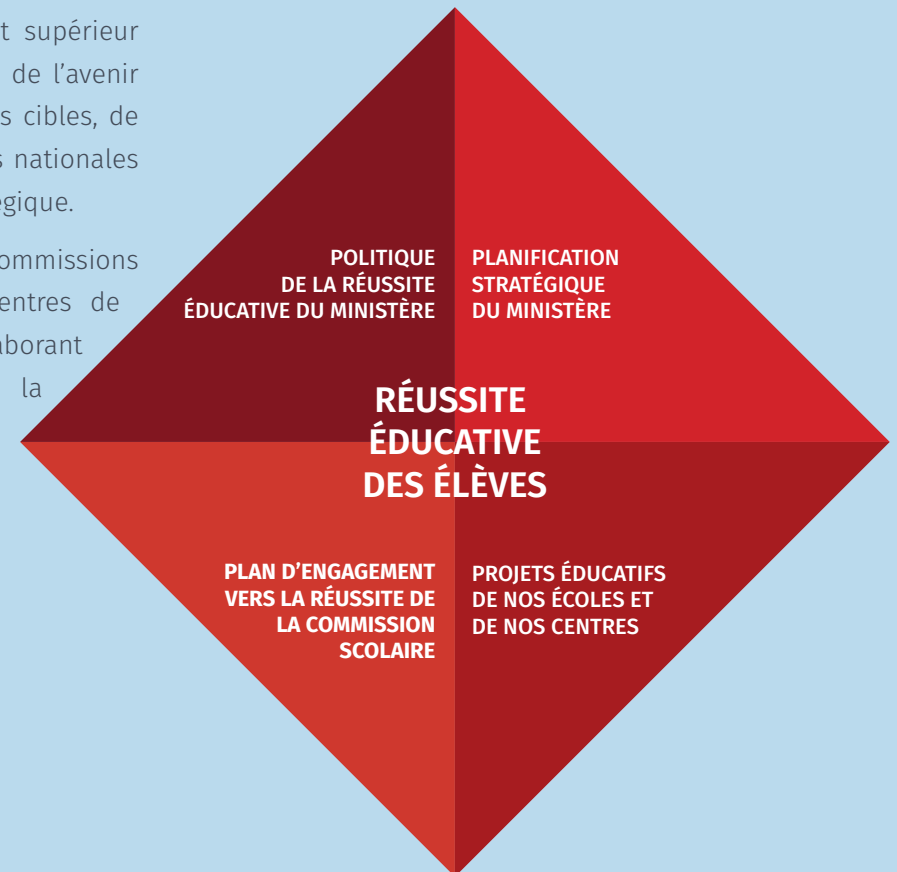 t supérieur
de l'avenir
s cibles, de
s nationales
égique.
ommissions
entres de
aborant
la
POLITIQUE
DE LA RÉUSSITE
ÉDUCATIVE DU MINISTÈRE
PLANIFICATION
STRATÉGIQUE
DU MINISTÈRE
RÉUSSITE
ÉDUCATIVE
DES ÉLÈVES
PLAN D'ENGAGEMENT
VERS LA RÉUSSITE DE
LA COMMISSION
SCOLAIRE
PROJETS ÉDUCATIFS
DE NOS ÉCOLES ET
DE NOS CENTRES